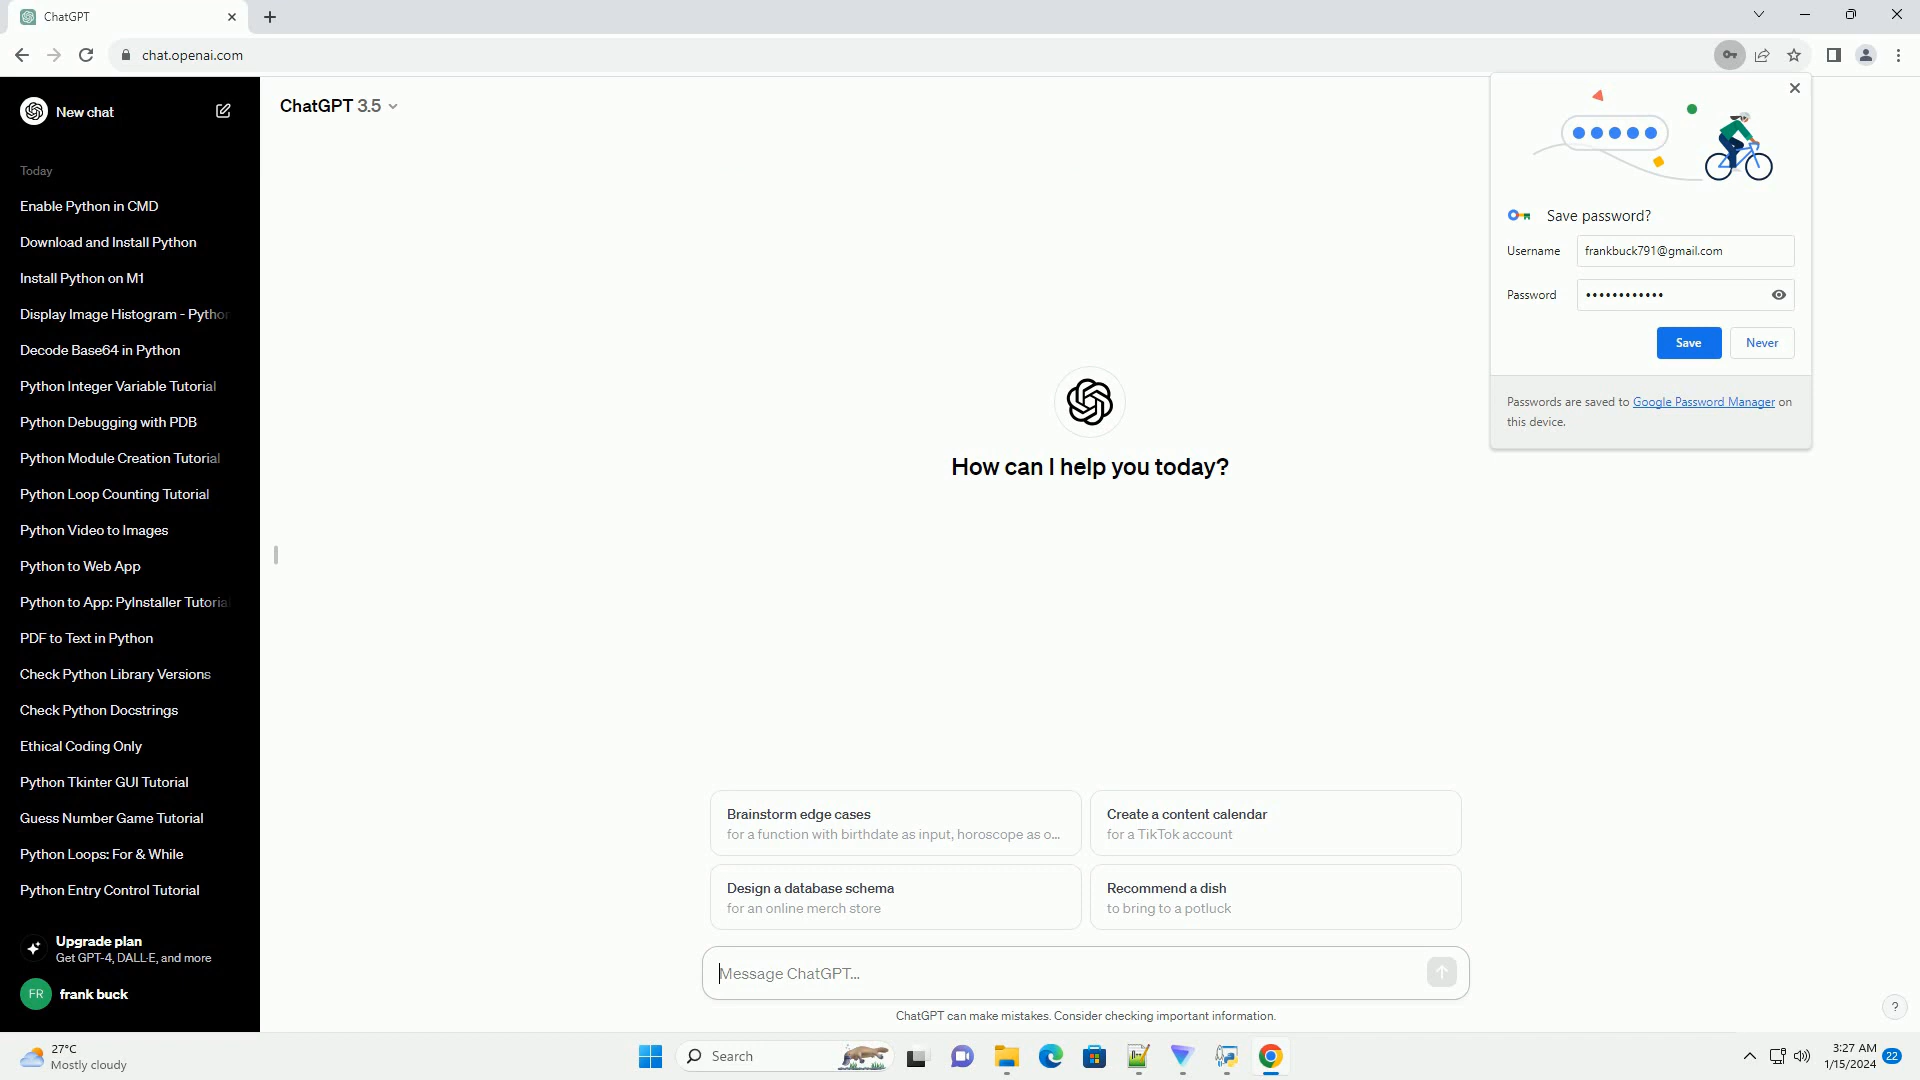 ChatGPT
chat.openai.com
New chat
ChatGPT 3.5
Today
Enable Python in CMD
Download and Install Python
Install Python on M1
Display Image Histogram - Python
Decode Base64 in Python
Python Integer Variable Tutorial
Python Debugging with PDB
Python Module Creation Tutorial
Python Loop Counting Tutorial
Python Video to Images
Python to Web App
Python to App: PyInstaller Tutorial
PDF to Text in Python
Check Python Library Versions
Check Python Docstrings
Ethical Coding Only
Python Tkinter GUI Tutorial
Guess Number Game Tutorial
Python Loops: For & While
Python Entry Control Tutorial
Upgrade plan
Get GPT-4, DALL·E, and more
FR frank buck
Save password?
Username frankbuck791@gmail.com
Password ••••••••••••
Save Never
Passwords are saved to Google Password Manager on
this device.
How can I help you today?
Brainstorm edge cases
for a function with birthdate as input, horoscope as o...
Create a content calendar
for a TikTok account
Design a database schema
for an online merch store
Recommend a dish
to bring to a potluck
Message ChatGPT...
ChatGPT can make mistakes. Consider checking important information.
?
27°C
Mostly cloudy
Search
3:27 AM
1/15/2024
22